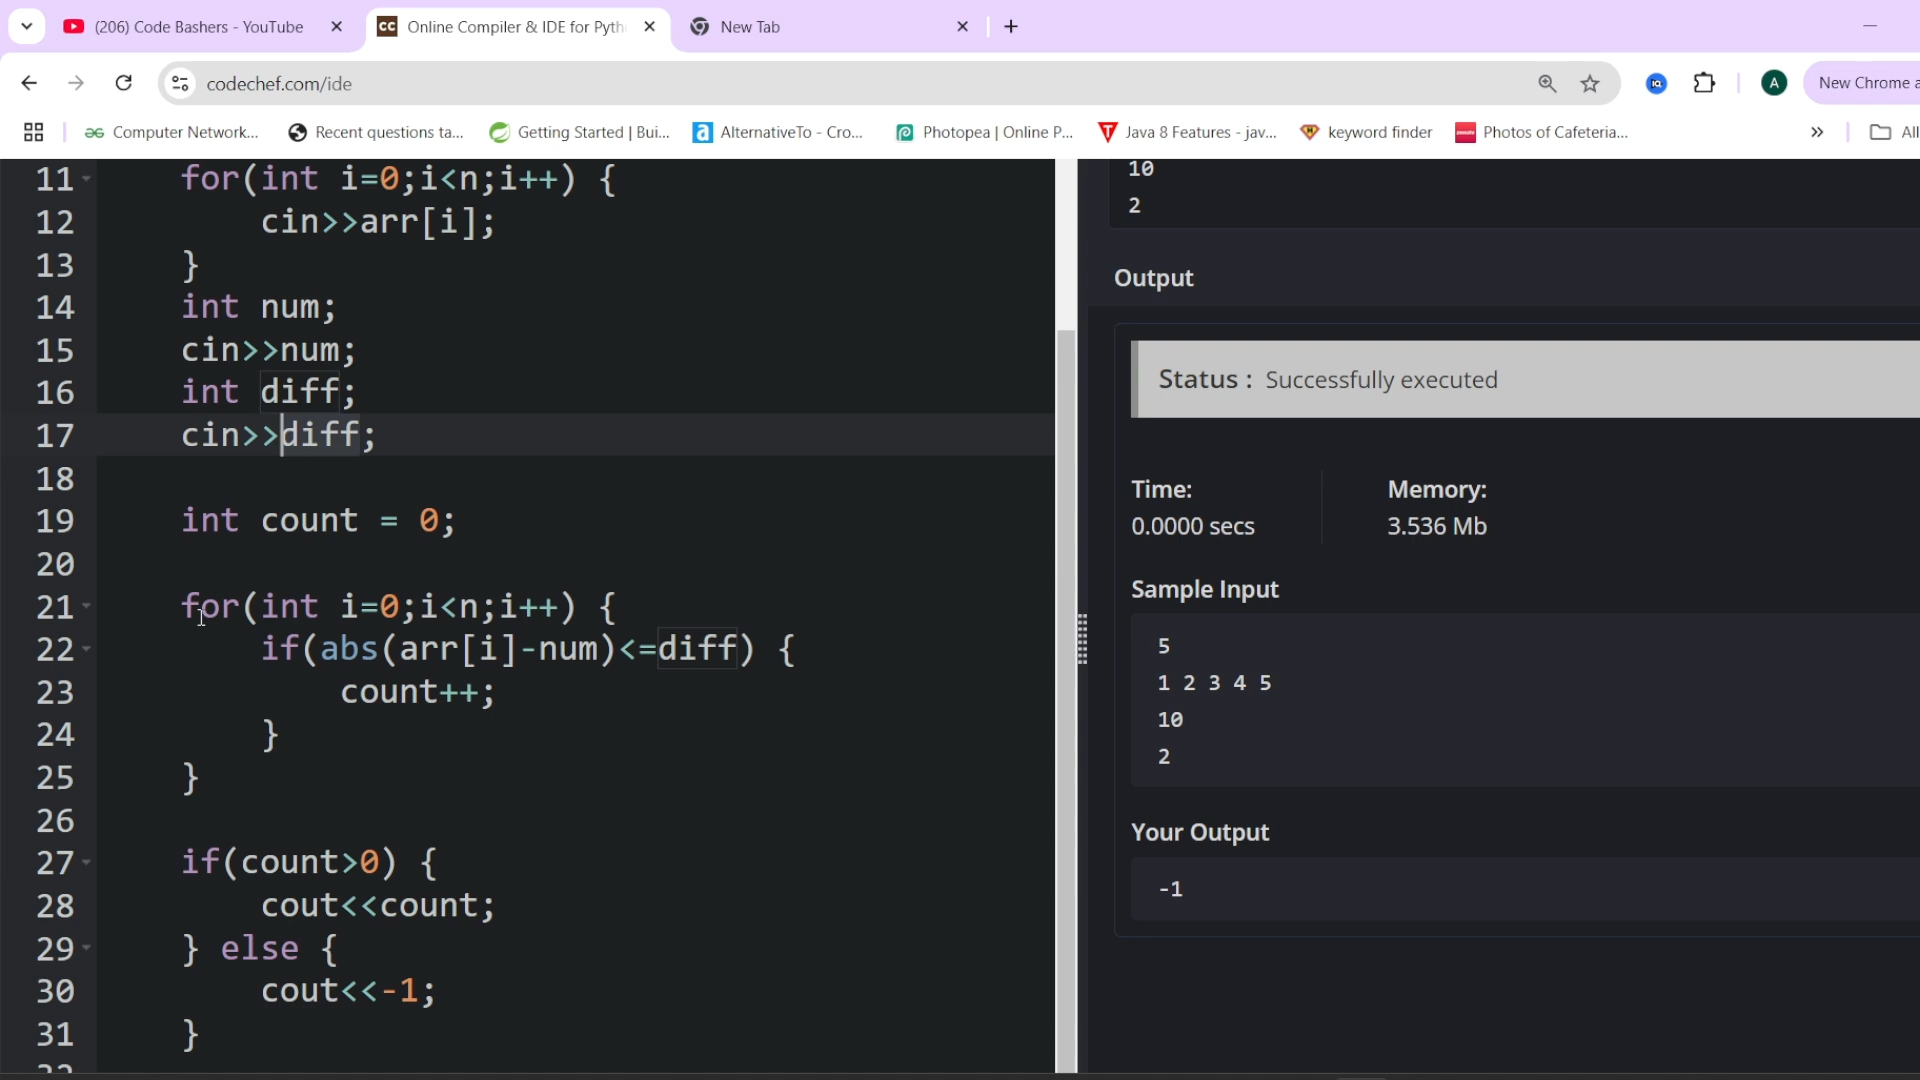 (206) Code Bashers - YouTube
Online Compiler & IDE for Pyth
New Tab
codechef.com/ide
New Chrome a
Computer Network...
Recent questions ta...
Getting Started | Bui...
AlternativeTo - Cro...
Photopea | Online P...
Java 8 Features - jav...
keyword finder
Photos of Cafeteria...
All
11 for(int i=0;i<n;i++) {
12 cin>>arr[i];
13 }
14 int num;
15 cin>>num;
16 int diff;
17 cin>>diff;
18
19 int count = 0;
20
21 for(int i=0;i<n;i++) {
22 if(abs(arr[i]-num)<=diff) {
23 count++;
24 }
25 }
26
27 if(count>0) {
28 cout<<count;
29 } else {
30 cout<<-1;
31 }
10
2
Output
Status : Successfully executed
Time:
0.0000 secs
Memory:
3.536 Mb
Sample Input
5
1 2 3 4 5
10
2
Your Output
-1